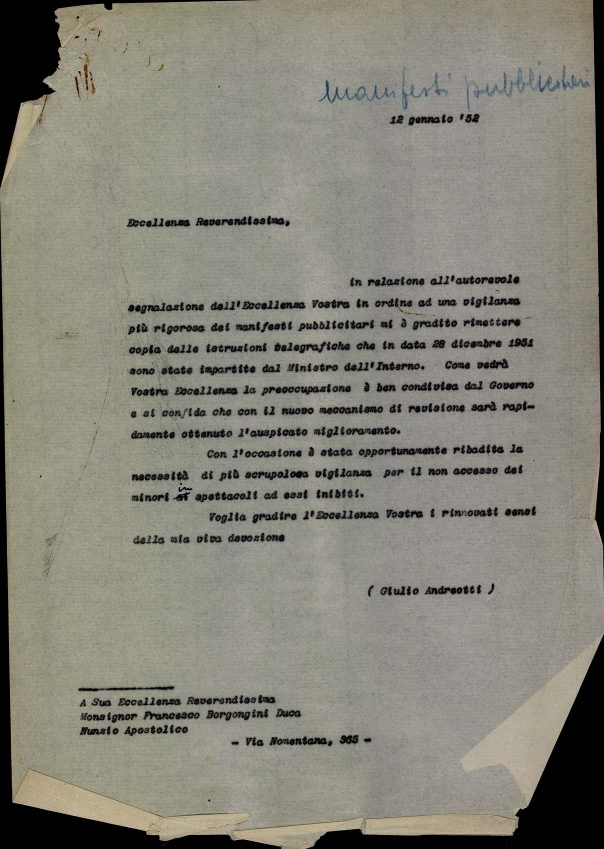 manifesti pubblicitari
12 gennaio '52
Eccellenza Reverendissima,
in relazione all'autorevole
segnalazione dell'Eccellenza Vostra in ordine ad una vigilanza
più rigorosa dei manifesti pubblicitari mi è gradito rimettere
copia delle istruzioni telegrafiche che in data 28 dicembre 1951
sono state impartite dal Ministro dell'Interno. Come vedrà
Vostra Eccellenza la preoccupazione è ben condivisa dal Governo
e si confida che con il nuovo meccanismo di revisione sarà rapi-
damente ottenuto l'auspicato miglioramento.
Con l'occasione è stata opportunamente ribadita la
necessità di più scrupolosa vigilanza per il non accesso dei
minori in spettacoli ad essi inibiti.
Voglia gradire l'Eccellenza Vostra i rinnovati sensi
della mia viva devozione
( Giulio Andreotti )
A Sua Eccellenza Reverendissima
Monsignor Francesco Borgongini Duca
Nunzio Apostolico
- Via Nomentana, 365 -